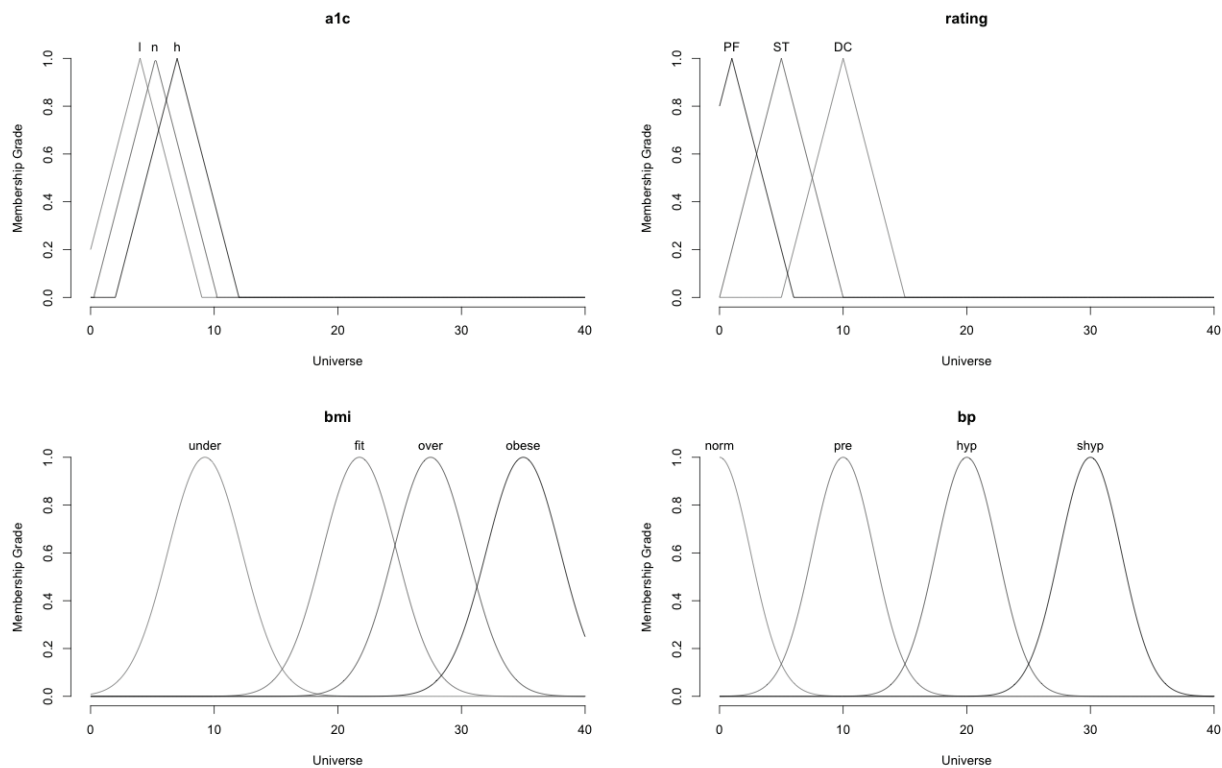 a1c
l n h
Membership Grade
0.0 0.2 0.4 0.6 0.8 1.0
0 10 20 30 40
Universe
rating
PF ST DC
Membership Grade
0.0 0.2 0.4 0.6 0.8 1.0
0 10 20 30 40
Universe
bmi
under fit over obese
Membership Grade
0.0 0.2 0.4 0.6 0.8 1.0
0 10 20 30 40
Universe
bp
norm pre hyp shyp
Membership Grade
0.0 0.2 0.4 0.6 0.8 1.0
0 10 20 30 40
Universe